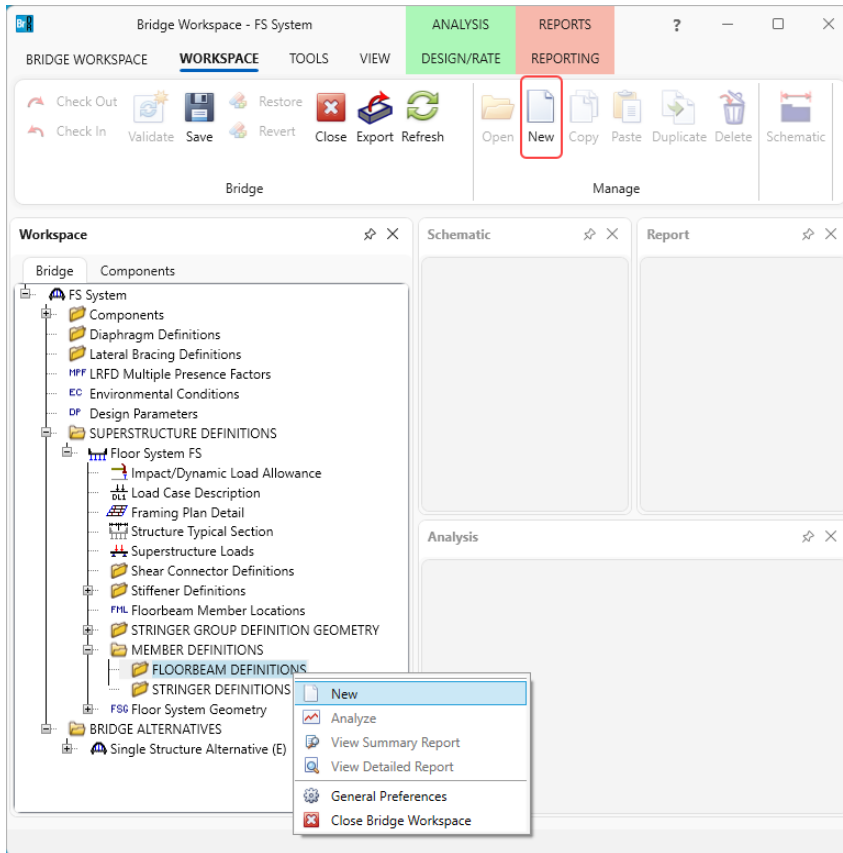 Br
Bridge Workspace - FS System
ANALYSIS
REPORTS
?
BRIDGE WORKSPACE
WORKSPACE
TOOLS
VIEW
DESIGN/RATE
REPORTING
Check Out
Check In
Validate
Save
Restore
Revert
Close
Export
Refresh
Open
New
Copy
Paste
Duplicate
Delete
Schematic
Bridge
Manage
Workspace
Schematic
Report
Bridge
Components
FS System
Components
Diaphragm Definitions
Lateral Bracing Definitions
MPF LRFD Multiple Presence Factors
EC Environmental Conditions
DP Design Parameters
SUPERSTRUCTURE DEFINITIONS
Floor System FS
Impact/Dynamic Load Allowance
DL1 Load Case Description
Framing Plan Detail
Structure Typical Section
Superstructure Loads
Shear Connector Definitions
Stiffener Definitions
FML Floorbeam Member Locations
STRINGER GROUP DEFINITION GEOMETRY
MEMBER DEFINITIONS
FLOORBEAM DEFINITIONS
STRINGER DEFINITIONS
FSG Floor System Geometry
BRIDGE ALTERNATIVES
Single Structure Alternative (E)
Analysis
New
Analyze
View Summary Report
View Detailed Report
General Preferences
Close Bridge Workspace